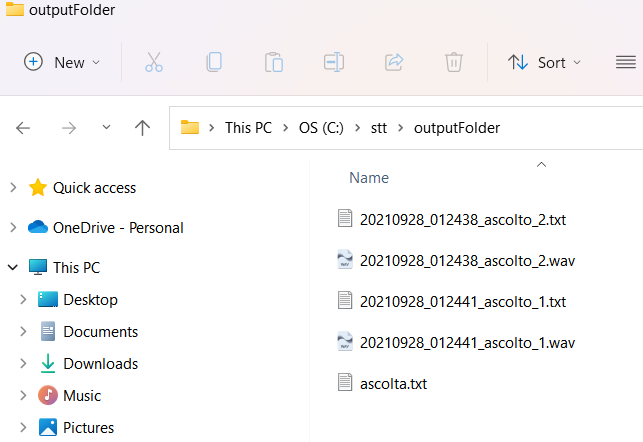 outputFolder
New
Sort
This PC
OS (C:)
stt
outputFolder
Quick access
OneDrive - Personal
This PC
Desktop
Documents
Downloads
Music
Pictures
Name
20210928_012438_ascolto_2.txt
20210928_012438_ascolto_2.wav
20210928_012441_ascolto_1.txt
20210928_012441_ascolto_1.wav
ascolta.txt